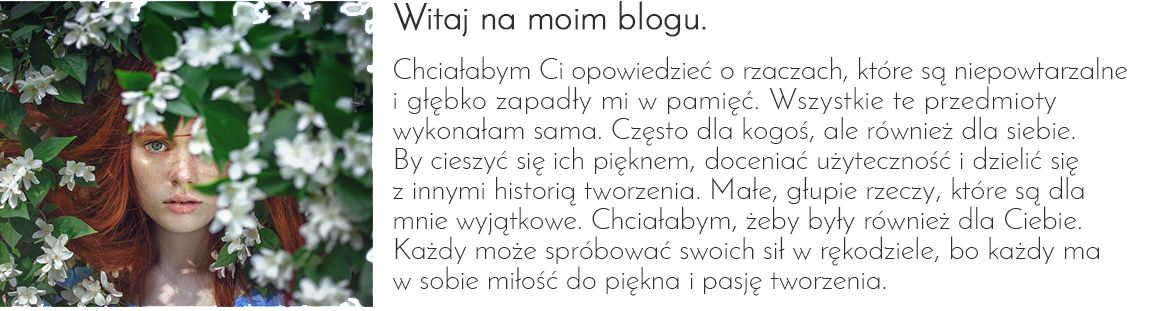 Witaj na moim blogu.
Chciałabym Ci opowiedzieć o rzaczach, które są niepowtarzalne
i głębko zapadły mi w pamięć. Wszystkie te przedmioty
wykonałam sama. Często dla kogoś, ale również dla siebie.
By cieszyć się ich pięknem, doceniać użyteczność i dzielić się
z innymi historią tworzenia. Małe, głupie rzeczy, które są dla
mnie wyjątkowe. Chciałabym, żeby były również dla Ciebie.
Każdy może spróbować swoich sił w rękodziele, bo każdy ma
w sobie miłość do piękna i pasję tworzenia.